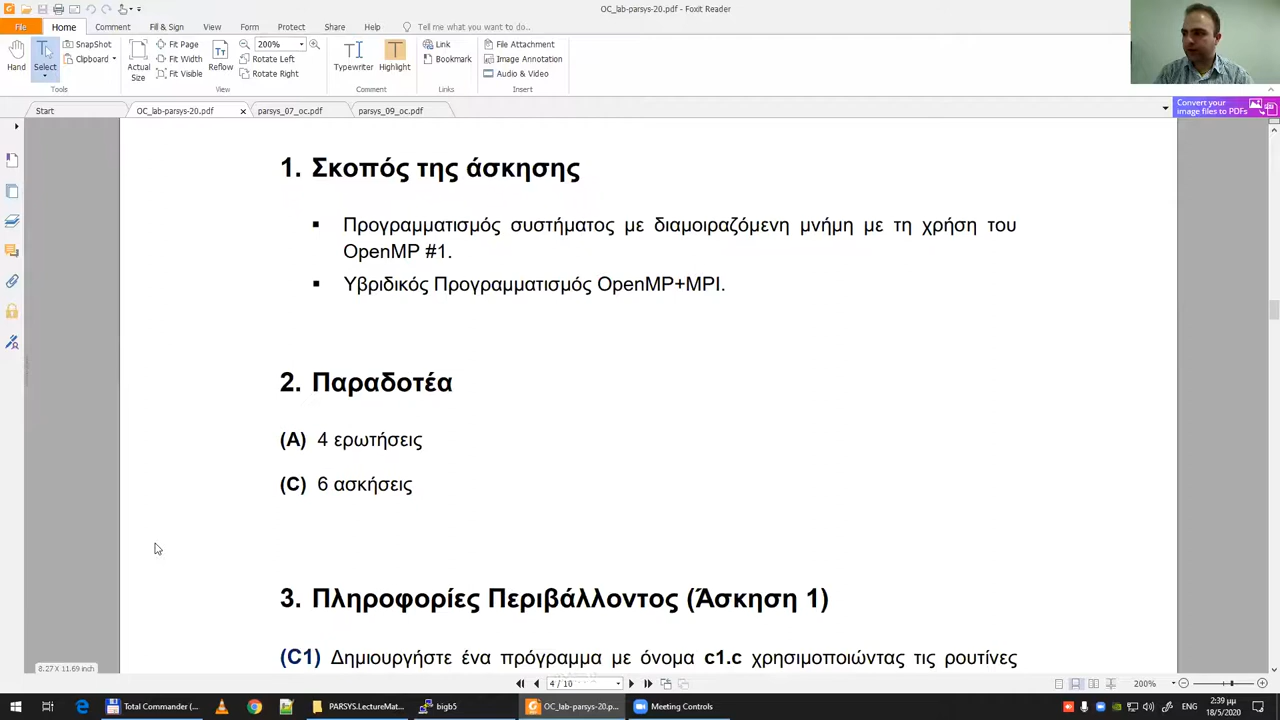 OC_lab-parsys-20.pdf - Foxit Reader
File Home Comment Fill & Sign View Form Protect Share Help Tell me what you want to do..
Hand
Select
SnapShot
Clipboard
Actual
Size
Fit Page
Fit Width
Fit Visible
Reflow
200%
Rotate Left
Rotate Right
Typewriter
Highlight
Link
Bookmark
File Attachment
Image Annotation
Audio & Video
Tools View Comment Links Insert
Start OC_lab-parsys-20.pdf parsys_07_oc.pdf parsys_09_oc.pdf
Convert your
image files to PDFs
1. Σκοπός της άσκησης
▪ Προγραμματισμός συστήματος με διαμοιραζόμενη μνήμη με τη χρήση του
OpenMP #1.
▪ Υβριδικός Προγραμματισμός OpenMP+MPI.
2. Παραδοτέα
(A) 4 ερωτήσεις
(C) 6 ασκήσεις
3. Πληροφορίες Περιβάλλοντος (Άσκηση 1)
(C1) Δημιουργήστε ένα πρόγραμμα με όνομα c1.c χρησιμοποιώντας τις ρουτίνες
8.27 X 11.69 inch
4 / 10
200%
Total Commander (... PARSYS.LectureMat... bigb5 OC_lab-parsys-20.p... Meeting Controls
ENG
2:39 μμ
18/5/2020